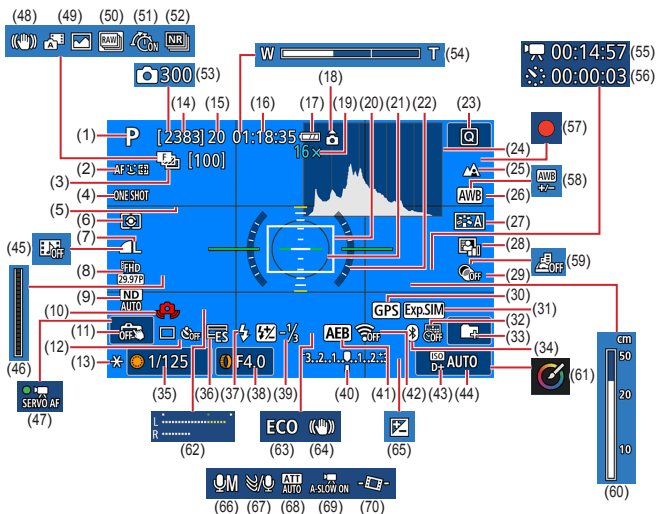 (48) (49) (50) (51) (52)
A RAW ON NR
300 (53)
W T (54)
00:14:57 (55)
00:00:03 (56)
(14) (15) (16) (17) (18) (19) (20) (21) (22) (23)
(1) P [2383] 20 01:18:35 16× Q
(24) (57)
(2) AF
(3) F [100]
(25)
(4) ONE SHOT
AWB (26)
AWB +/− (58)
(5)
(6)
A (27)
(45) OFF (7) L
(28)
(8) FHD 29.97P
OFF (29)
OFF (59)
(9) ND AUTO
(30)
GPS Exp.SIM (31)
(10)
(32)
(46) (11) OFF
(12) OFF ES −1/3 AEB OFF OFF (33)
(34)
(13) 1/125 F4.0 3..2..1..0..1..2.:3 ISO D+ AUTO
SERVO AF
(47)
(35) (36) (37) (38) (39) (40) (41) (42) (43) (44) (61)
cm
50
20
10
(60)
L
R
(62)
ECO
(63) (64) (65)
M ATT AUTO A-SLOW ON
(66) (67) (68) (69) (70)